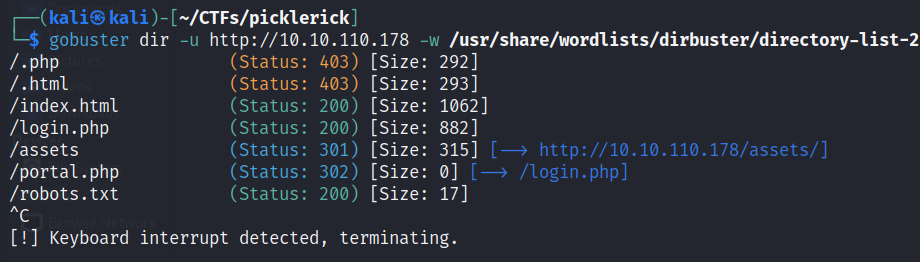 ┌──(kali㉿kali)-[~/CTFs/picklerick]
└─$ gobuster dir -u http://10.10.110.178 -w /usr/share/wordlists/dirbuster/directory-list-2
/.php (Status: 403) [Size: 292]
/.html (Status: 403) [Size: 293]
/index.html (Status: 200) [Size: 1062]
/login.php (Status: 200) [Size: 882]
/assets (Status: 301) [Size: 315] [--> http://10.10.110.178/assets/]
/portal.php (Status: 302) [Size: 0] [--> /login.php]
/robots.txt (Status: 200) [Size: 17]
^C
Browse Network
[!] Keyboard interrupt detected, terminating.